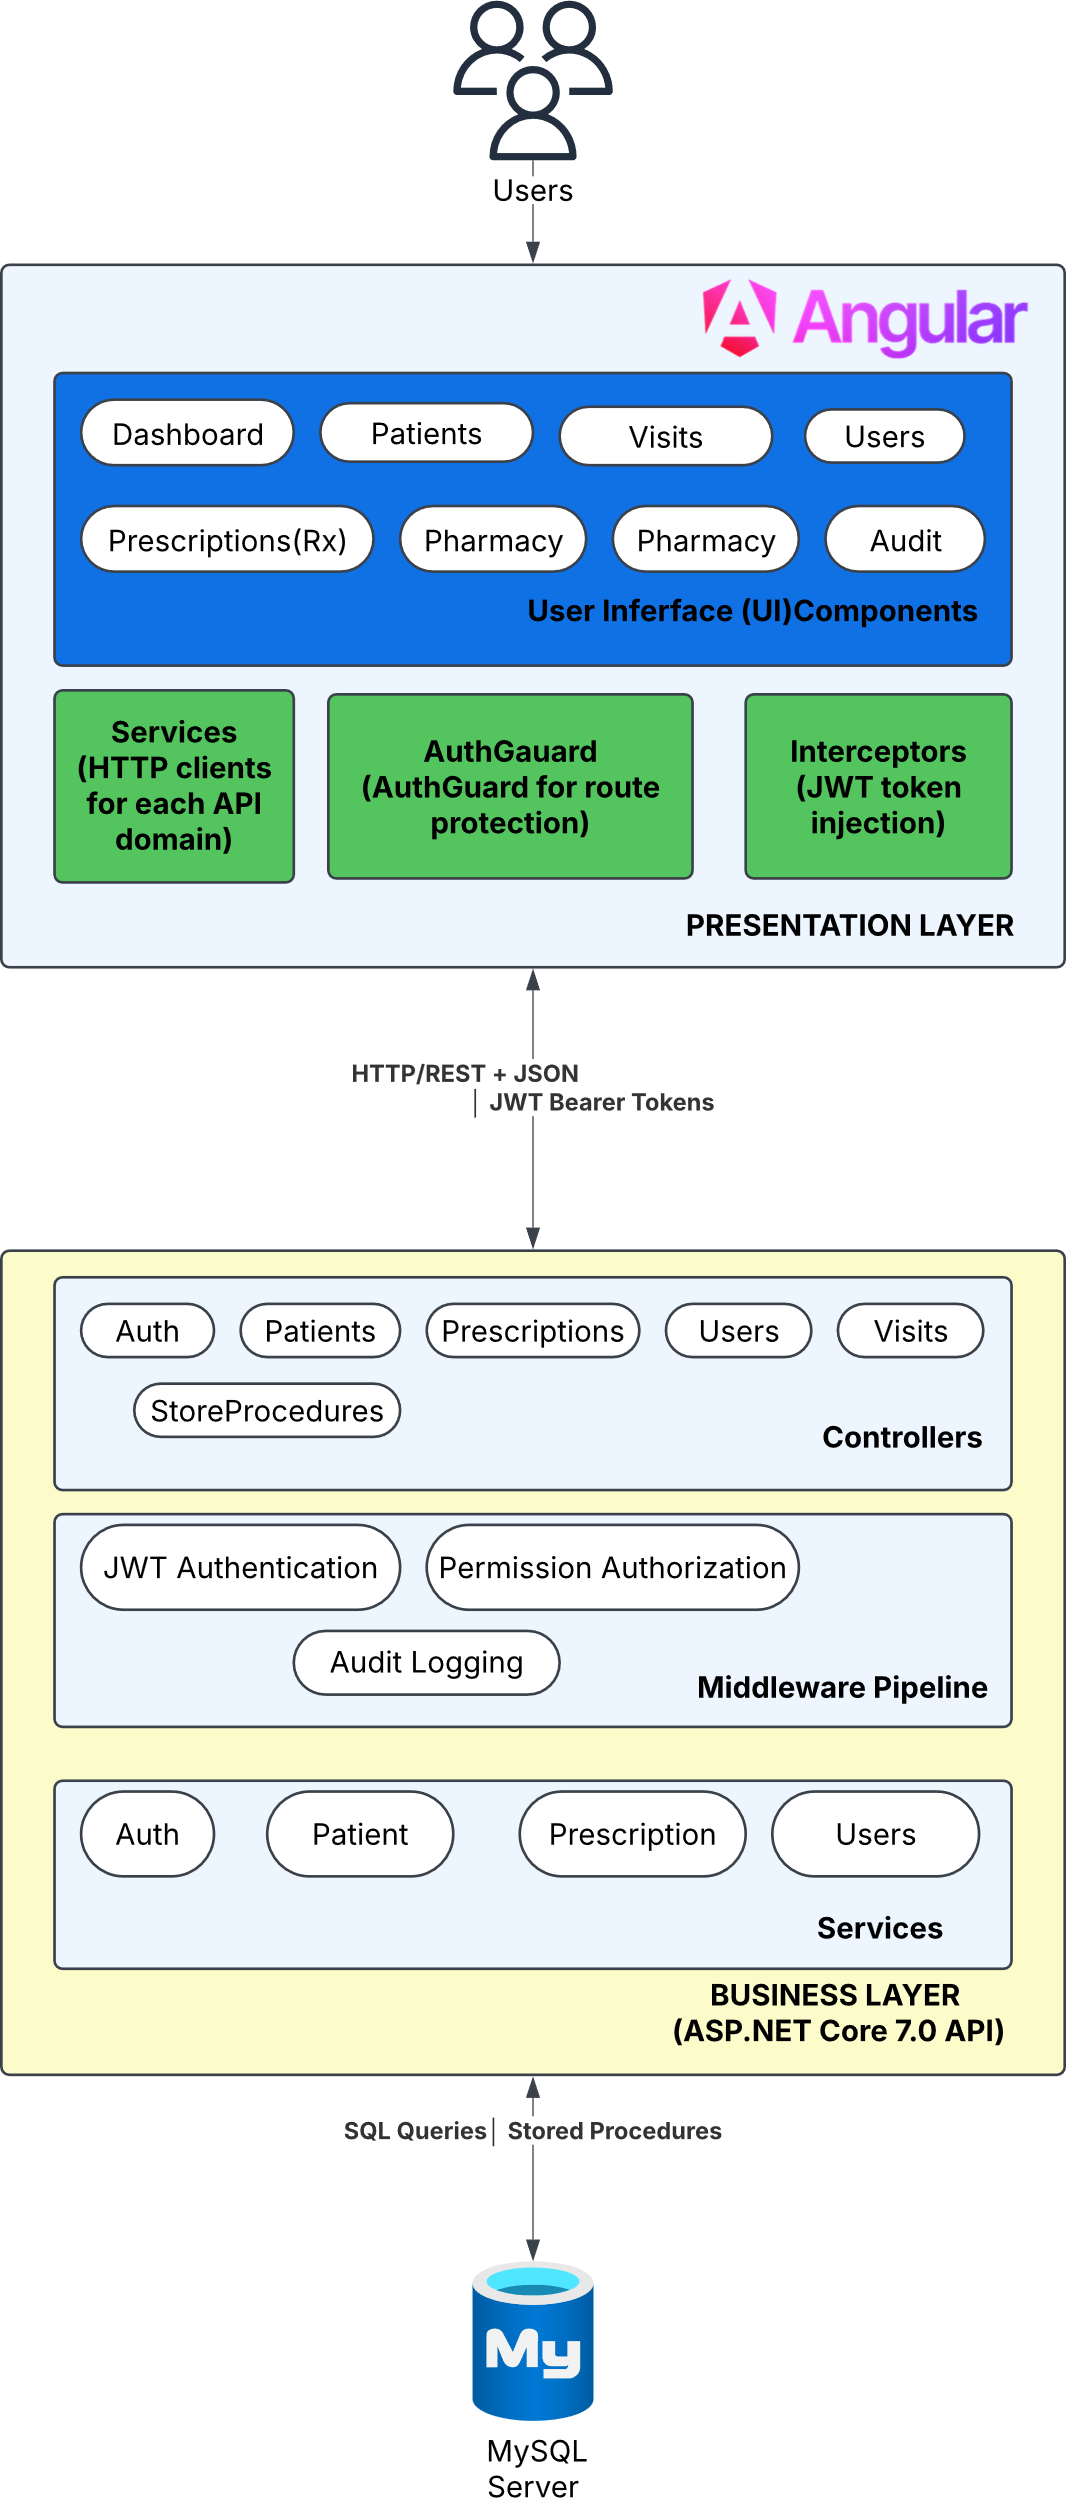 Users
Angular
Dashboard
Patients
Visits
Users
Prescriptions(Rx)
Pharmacy
Pharmacy
Audit
User Inferface (UI)Components
Services
(HTTP clients
for each API
domain)
AuthGauard
(AuthGuard for route
protection)
Interceptors
(JWT token
injection)
PRESENTATION LAYER
HTTP/REST + JSON
│ JWT Bearer Tokens
Auth
Patients
Prescriptions
Users
Visits
StoreProcedures
Controllers
JWT Authentication
Permission Authorization
Audit Logging
Middleware Pipeline
Auth
Patient
Prescription
Users
Services
BUSINESS LAYER
(ASP.NET Core 7.0 API)
SQL Queries│ Stored Procedures
My
MySQL
Server